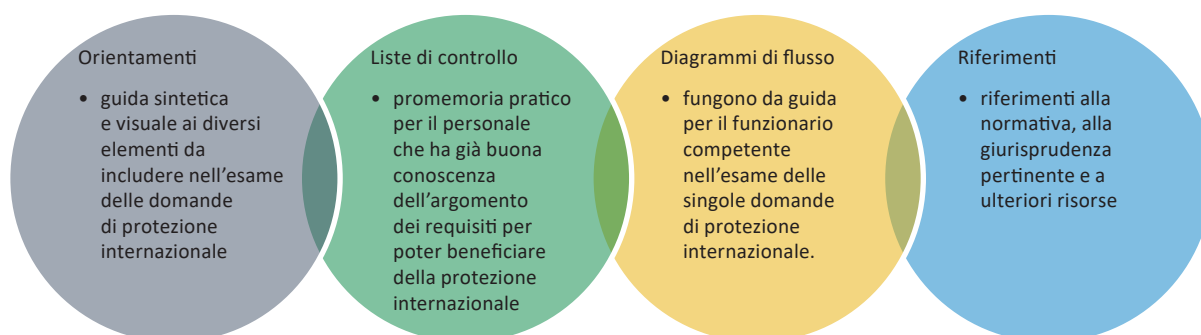 Orientamenti
• guida sintetica
e visuale ai diversi
elementi da
includere nell’esame
delle domande
di protezione
internazionale
Liste di controllo
• promemoria pratico
per il personale
che ha già buona
conoscenza
dell’argomento
dei requisiti per
poter beneficiare
della protezione
internazionale
Diagrammi di flusso
• fungono da guida
per il funzionario
competente
nell’esame delle
singole domande
di protezione
internazionale.
Riferimenti
• riferimenti alla
normativa, alla
giurisprudenza
pertinente e a
ulteriori risorse